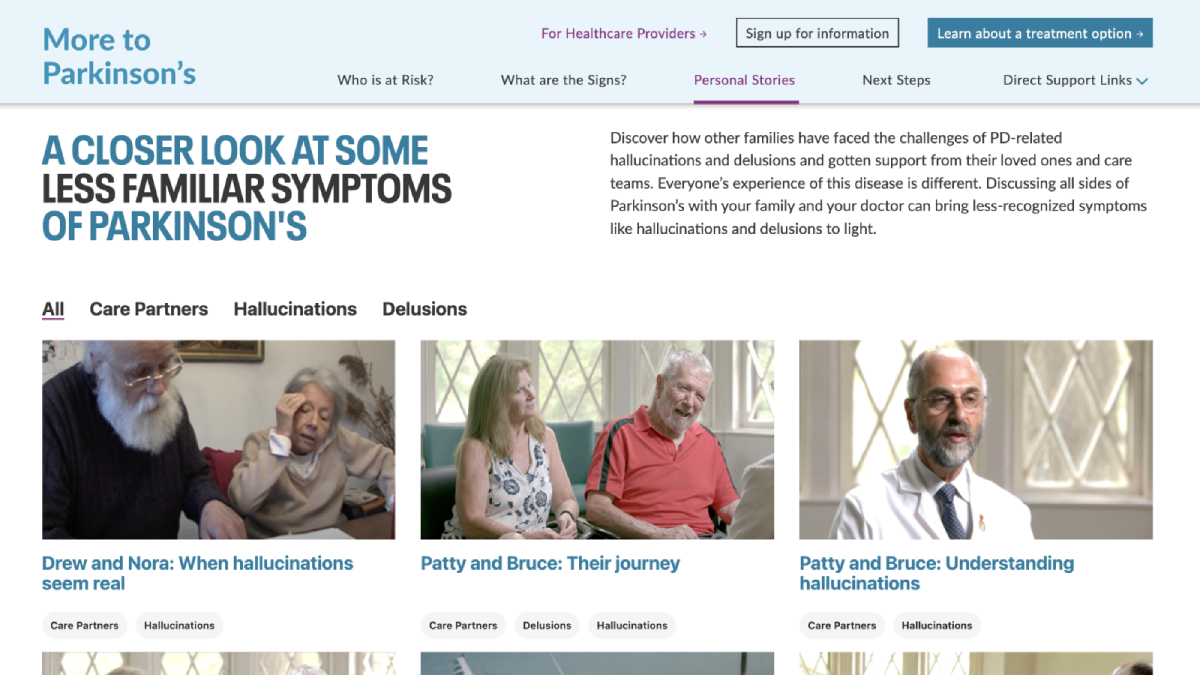 More to
Parkinson's
For Healthcare Providers →
Sign up for information
Learn about a treatment option →
Who is at Risk?
What are the Signs?
Personal Stories
Next Steps
Direct Support Links
A CLOSER LOOK AT SOME
LESS FAMILIAR SYMPTOMS
OF PARKINSON'S
Discover how other families have faced the challenges of PD-related
hallucinations and delusions and gotten support from their loved ones and care
teams. Everyone's experience of this disease is different. Discussing all sides of
Parkinson's with your family and your doctor can bring less-recognized symptoms
like hallucinations and delusions to light.
All
Care Partners
Hallucinations
Delusions
Drew and Nora: When hallucinations
seem real
Care Partners
Hallucinations
Patty and Bruce: Their journey
Care Partners
Delusions
Hallucinations
Patty and Bruce: Understanding
hallucinations
Care Partners
Hallucinations